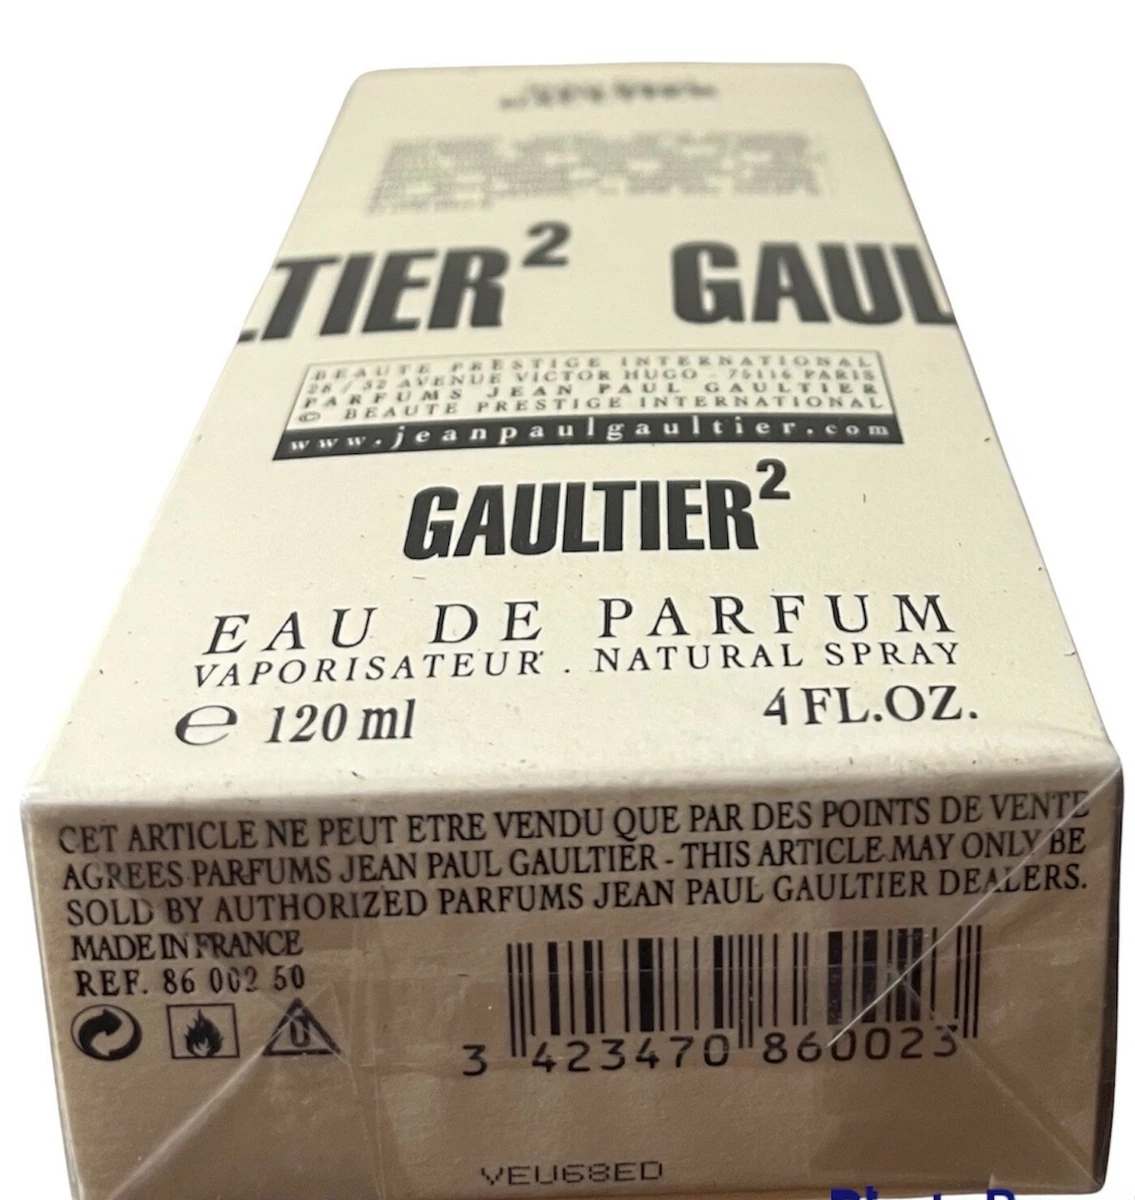 LTIER² GAUL
BEAUTE PRESTIGE INTERNATIONAL
28/32 AVENUE VICTOR HUGO - 75116 PARIS
PARFUMS JEAN PAUL GAULTIER
© BEAUTE PRESTIGE INTERNATIONAL
www.jeanpaulgaultier.com
GAULTIER²
EAU DE PARFUM
VAPORISATEUR . NATURAL SPRAY
℮ 120 ml 4 FL.OZ.
CET ARTICLE NE PEUT ETRE VENDU QUE PAR DES POINTS DE VENTE
AGREES PARFUMS JEAN PAUL GAULTIER - THIS ARTICLE MAY ONLY BE
SOLD BY AUTHORIZED PARFUMS JEAN PAUL GAULTIER DEALERS.
MADE IN FRANCE
REF. 86 002 50
U
3 423470 860023
VEU68ED